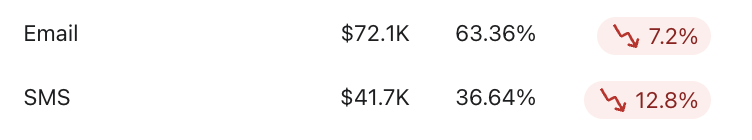 Email $72.1K 63.36% 7.2%
SMS $41.7K 36.64% 12.8%